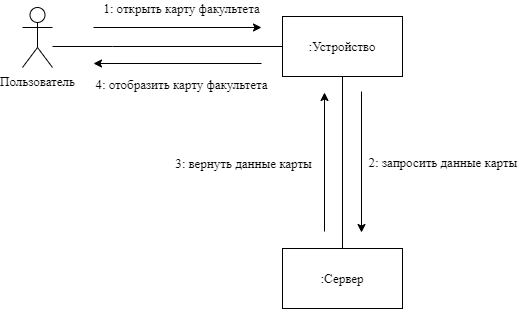 1: открыть карту факультета
:Устройство
Пользователь
4: отобразить карту факультета
3: вернуть данные карты
2: запросить данные карты
:Сервер